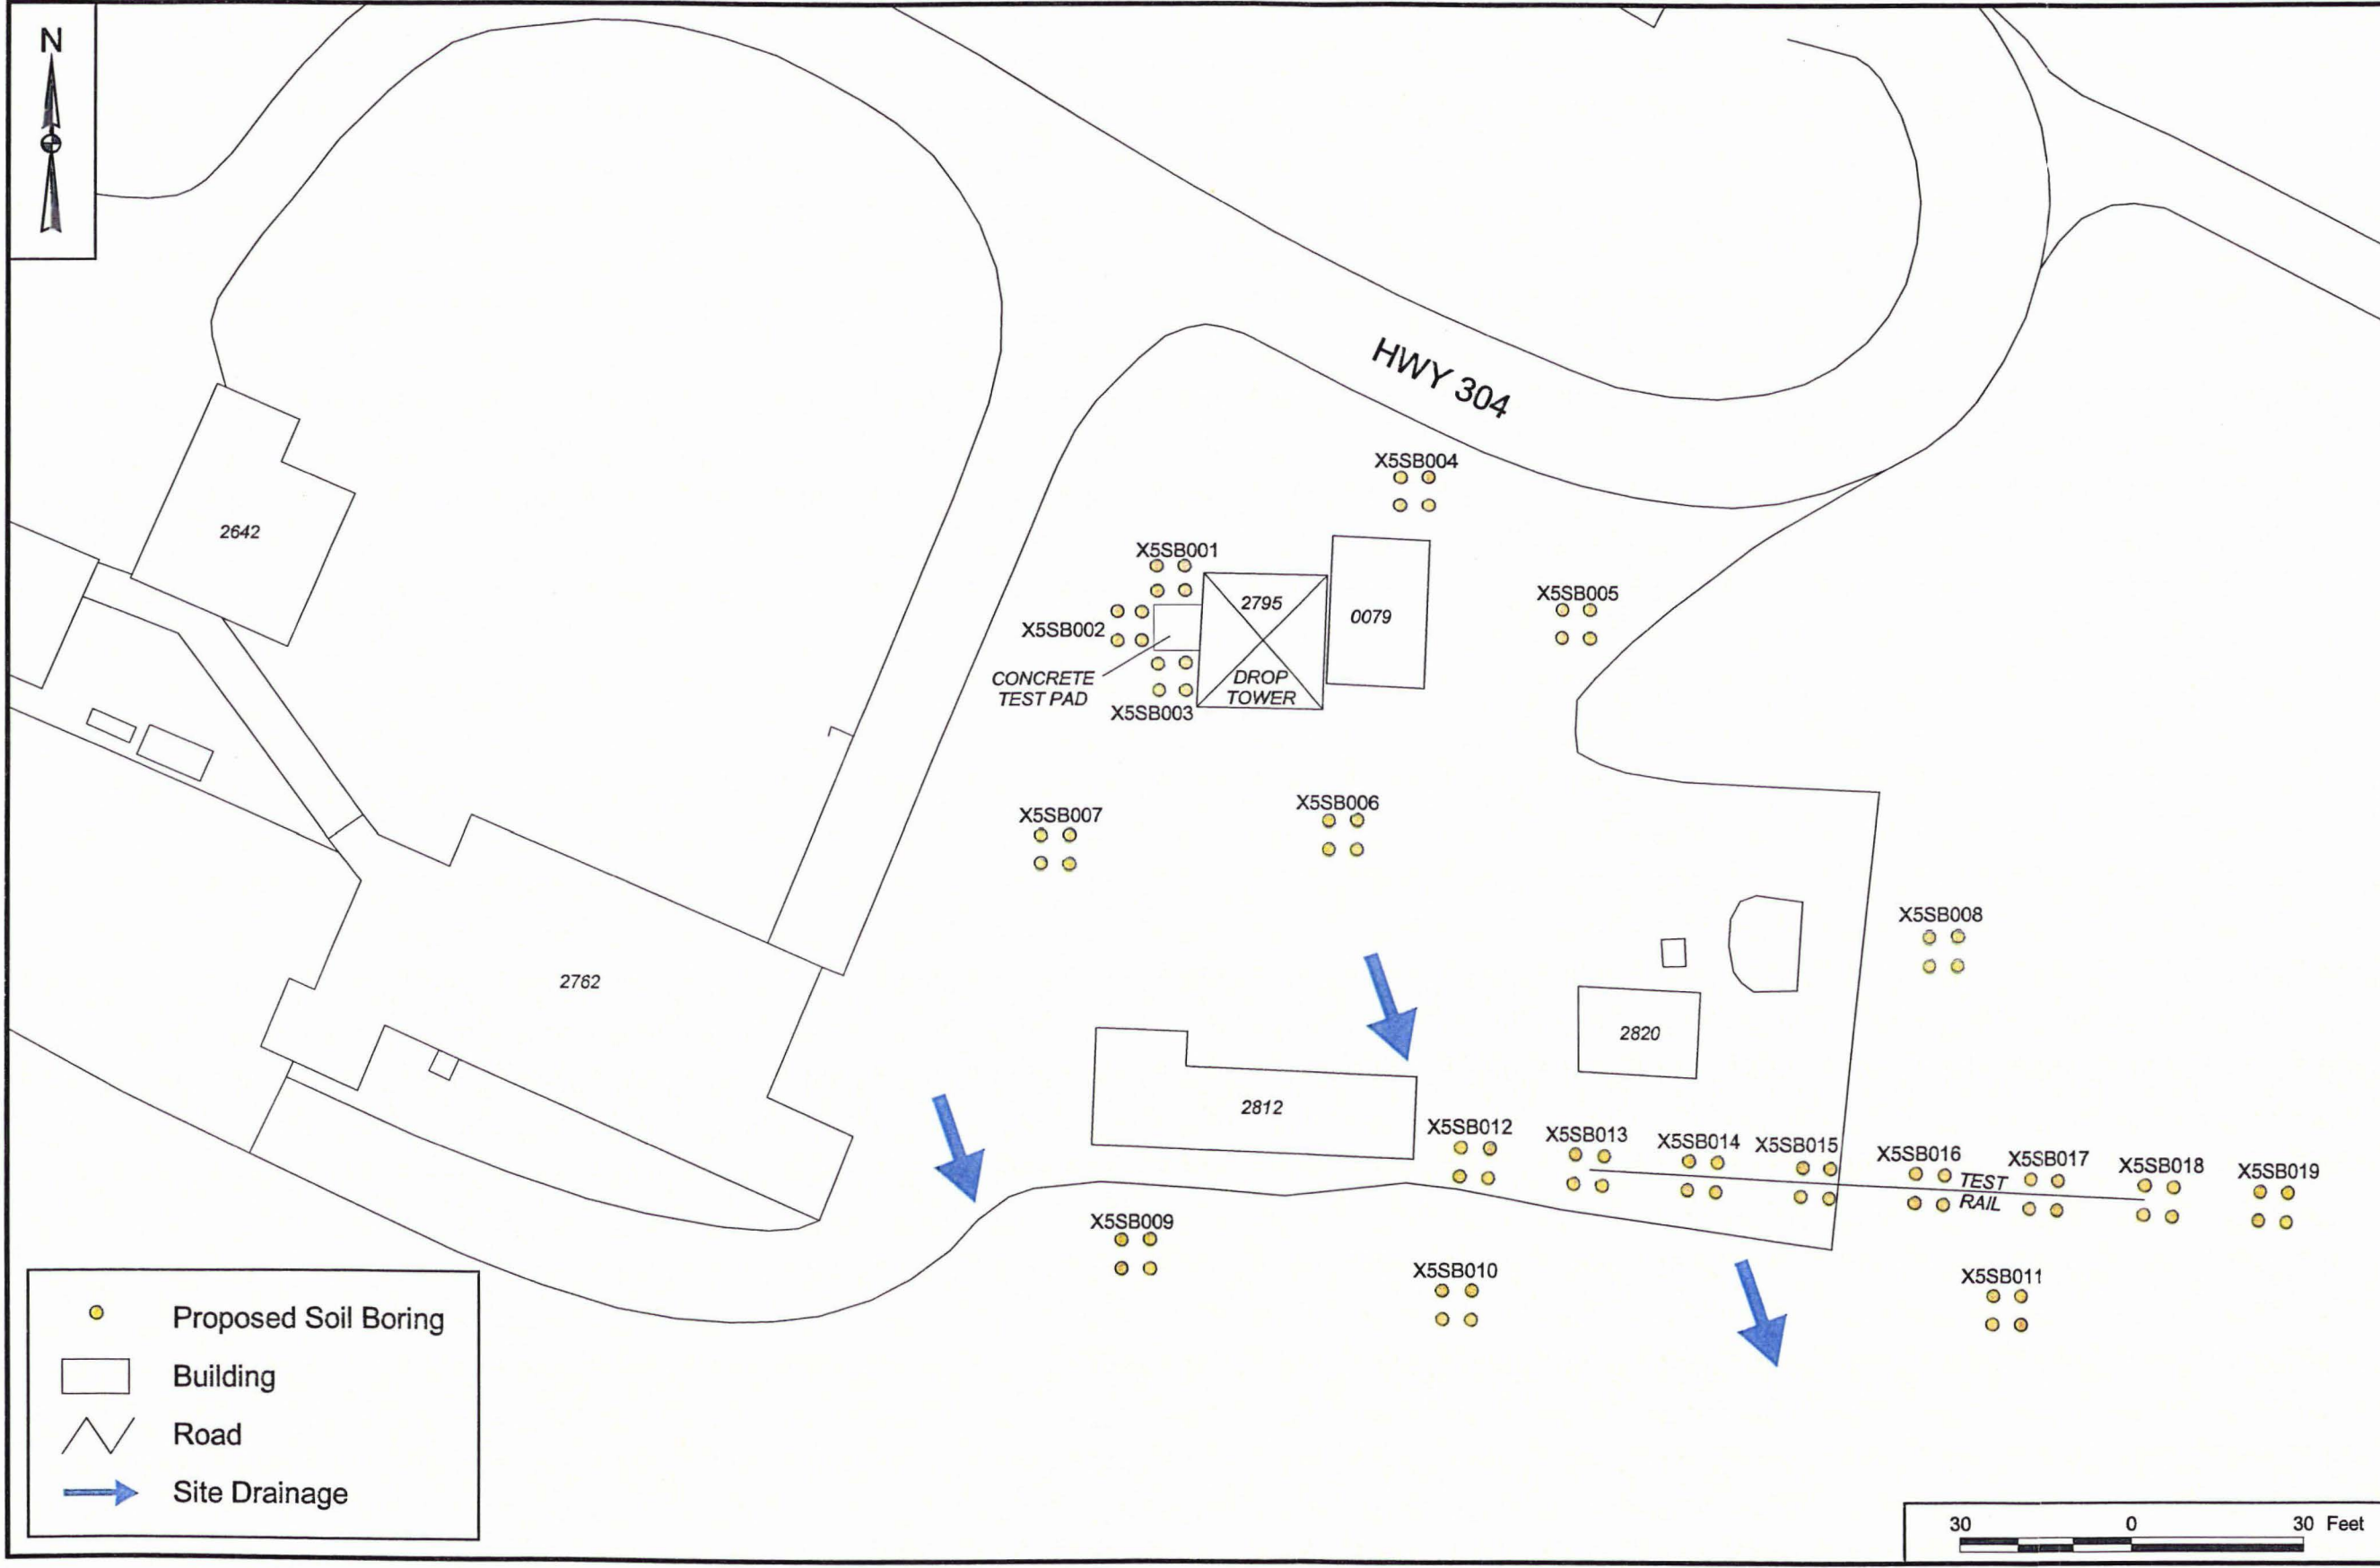 N
HWY 304
X5SB004
2642
X5SB001
2795
0079
X5SB005
X5SB002
CONCRETE
TEST PAD
DROP
TOWER
X5SB003
X5SB007
X5SB006
X5SB008
2762
2820
2812
X5SB012
X5SB013
X5SB014
X5SB015
X5SB016
X5SB017
X5SB018
X5SB019
TEST
RAIL
X5SB009
X5SB010
X5SB011
Proposed Soil Boring
Building
Road
Site Drainage
30 0 30 Feet